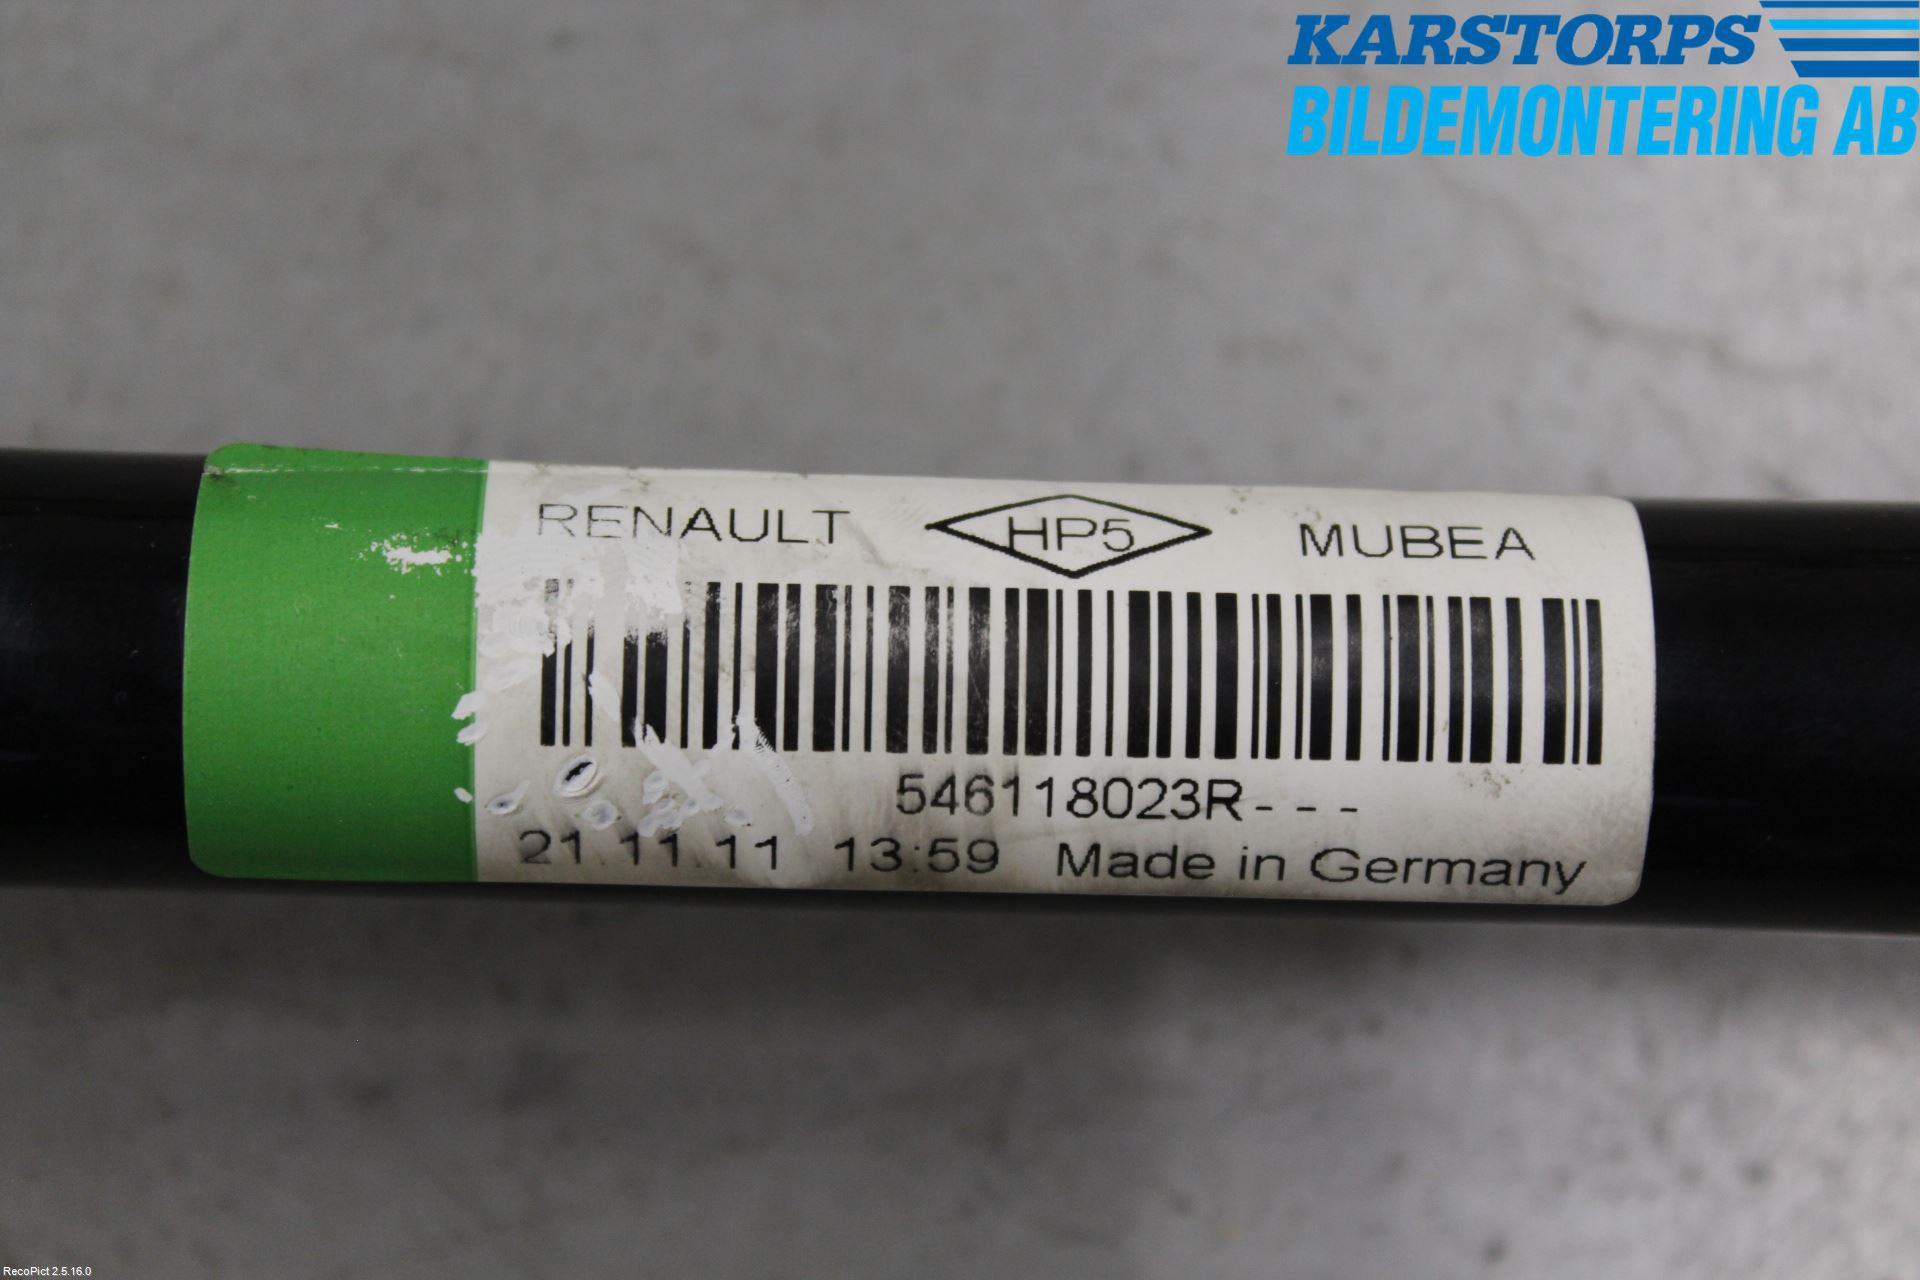 KARSTORPS
BILDEMONTERING AB
RENAULT HP5 MUBEA
546118023R- - -
21.11.11 13:59 Made in Germany
RecoPict 2.5.16.0